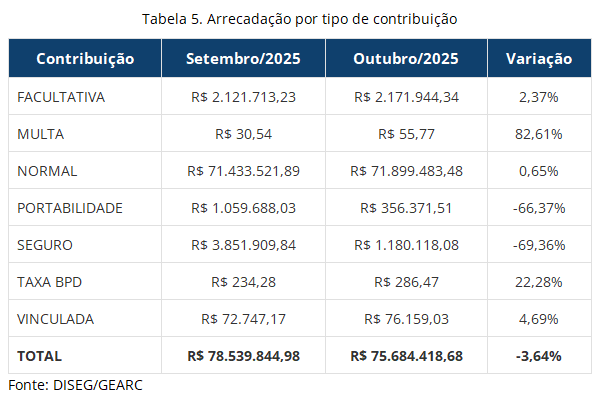 Tabela 5. Arrecadação por tipo de contribuição
Contribuição Setembro/2025 Outubro/2025 Variação
FACULTATIVA R$ 2.121.713,23 R$ 2.171.944,34 2,37%
MULTA R$ 30,54 R$ 55,77 82,61%
NORMAL R$ 71.433.521,89 R$ 71.899.483,48 0,65%
PORTABILIDADE R$ 1.059.688,03 R$ 356.371,51 -66,37%
SEGURO R$ 3.851.909,84 R$ 1.180.118,08 -69,36%
TAXA BPD R$ 234,28 R$ 286,47 22,28%
VINCULADA R$ 72.747,17 R$ 76.159,03 4,69%
TOTAL R$ 78.539.844,98 R$ 75.684.418,68 -3,64%
Fonte: DISEG/GEARC